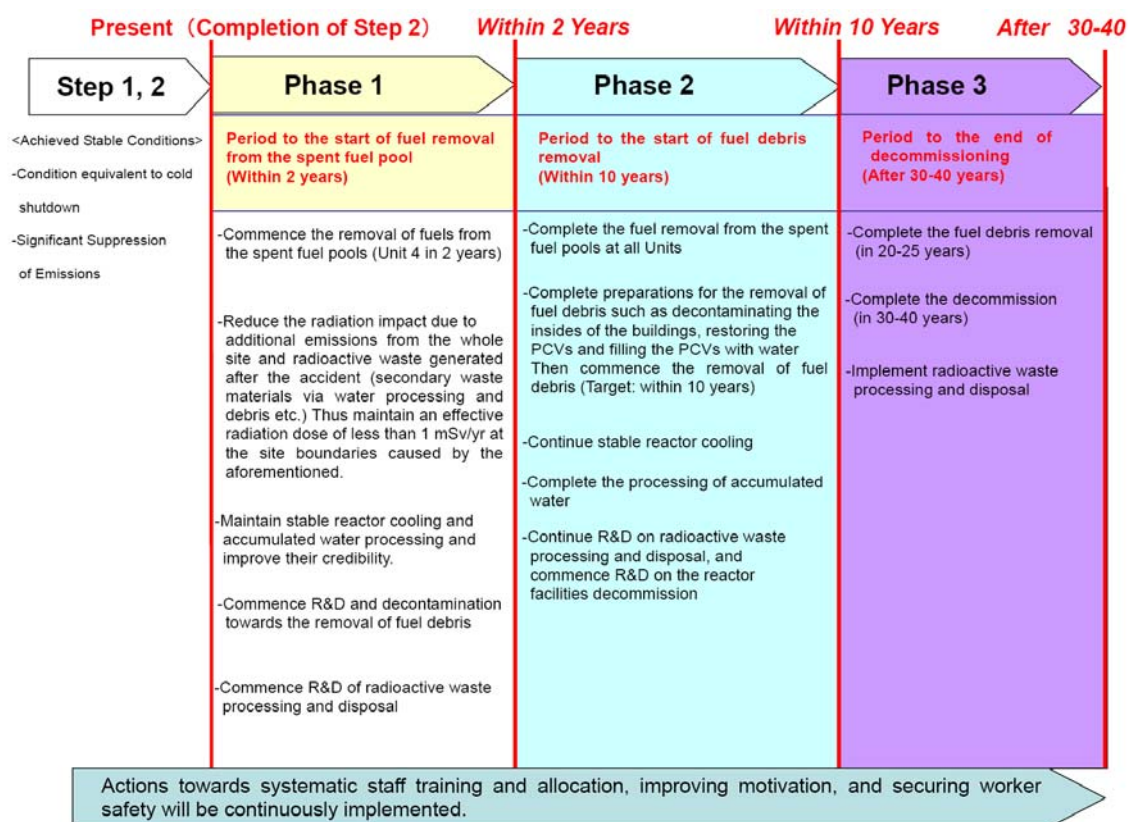 Present（Completion of Step 2）
Within 2 Years
Within 10 Years
After 30-40
Step 1, 2
Phase 1
Phase 2
Phase 3
<Achieved Stable Conditions>
-Condition equivalent to cold
shutdown
-Significant Suppression
of Emissions
Period to the start of fuel removal
from the spent fuel pool
(Within 2 years)
-Commence the removal of fuels from
the spent fuel pools (Unit 4 in 2 years)
-Reduce the radiation impact due to
additional emissions from the whole
site and radioactive waste generated
after the accident (secondary waste
materials via water processing and
debris etc.) Thus maintain an effective
radiation dose of less than 1 mSv/yr at
the site boundaries caused by the
aforementioned.
-Maintain stable reactor cooling and
accumulated water processing and
improve their credibility.
-Commence R&D and decontamination
towards the removal of fuel debris
-Commence R&D of radioactive waste
processing and disposal
Period to the start of fuel debris
removal
(Within 10 years)
-Complete the fuel removal from the spent
fuel pools at all Units
-Complete preparations for the removal of
fuel debris such as decontaminating the
insides of the buildings, restoring the
PCVs and filling the PCVs with water
Then commence the removal of fuel
debris (Target: within 10 years)
-Continue stable reactor cooling
-Complete the processing of accumulated
water
-Continue R&D on radioactive waste
processing and disposal, and
commence R&D on the reactor
facilities decommission
Period to the end of
decommissioning
(After 30-40 years)
-Complete the fuel debris removal
(in 20-25 years)
-Complete the decommission
(in 30-40 years)
-Implement radioactive waste
processing and disposal
Actions towards systematic staff training and allocation, improving motivation, and securing worker
safety will be continuously implemented.